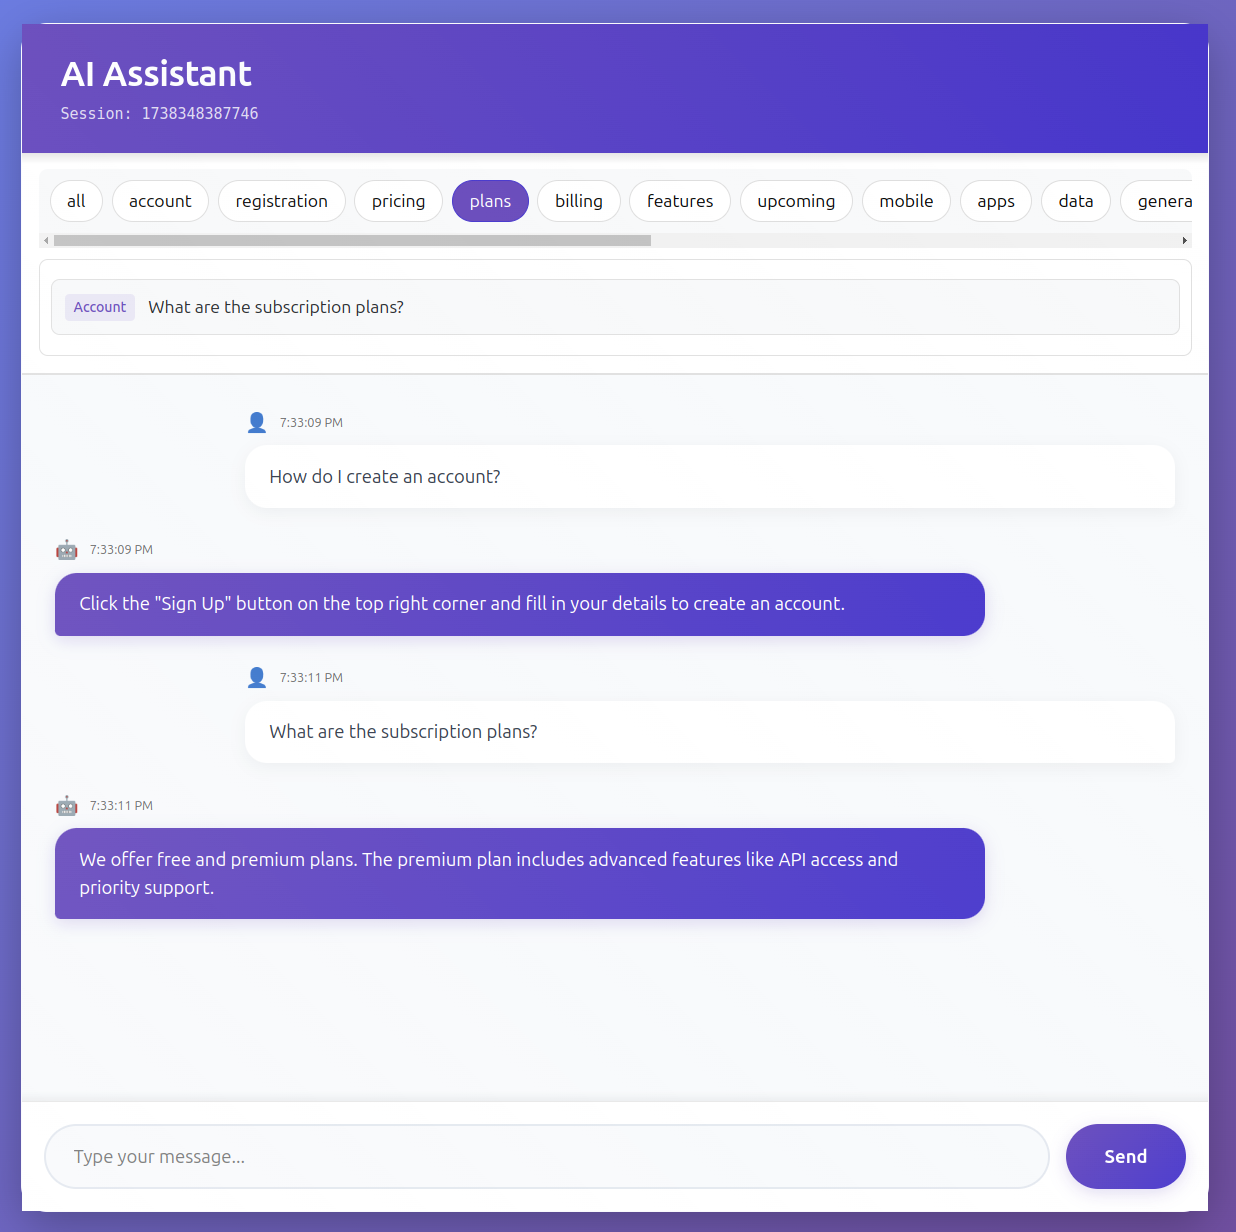 AI Assistant
Session: 1738348387746
all account registration pricing plans billing features upcoming mobile apps data genera
Account What are the subscription plans?
7:33:09 PM
How do I create an account?
7:33:09 PM
Click the "Sign Up" button on the top right corner and fill in your details to create an account.
7:33:11 PM
What are the subscription plans?
7:33:11 PM
We offer free and premium plans. The premium plan includes advanced features like API access and
priority support.
Type your message...
Send